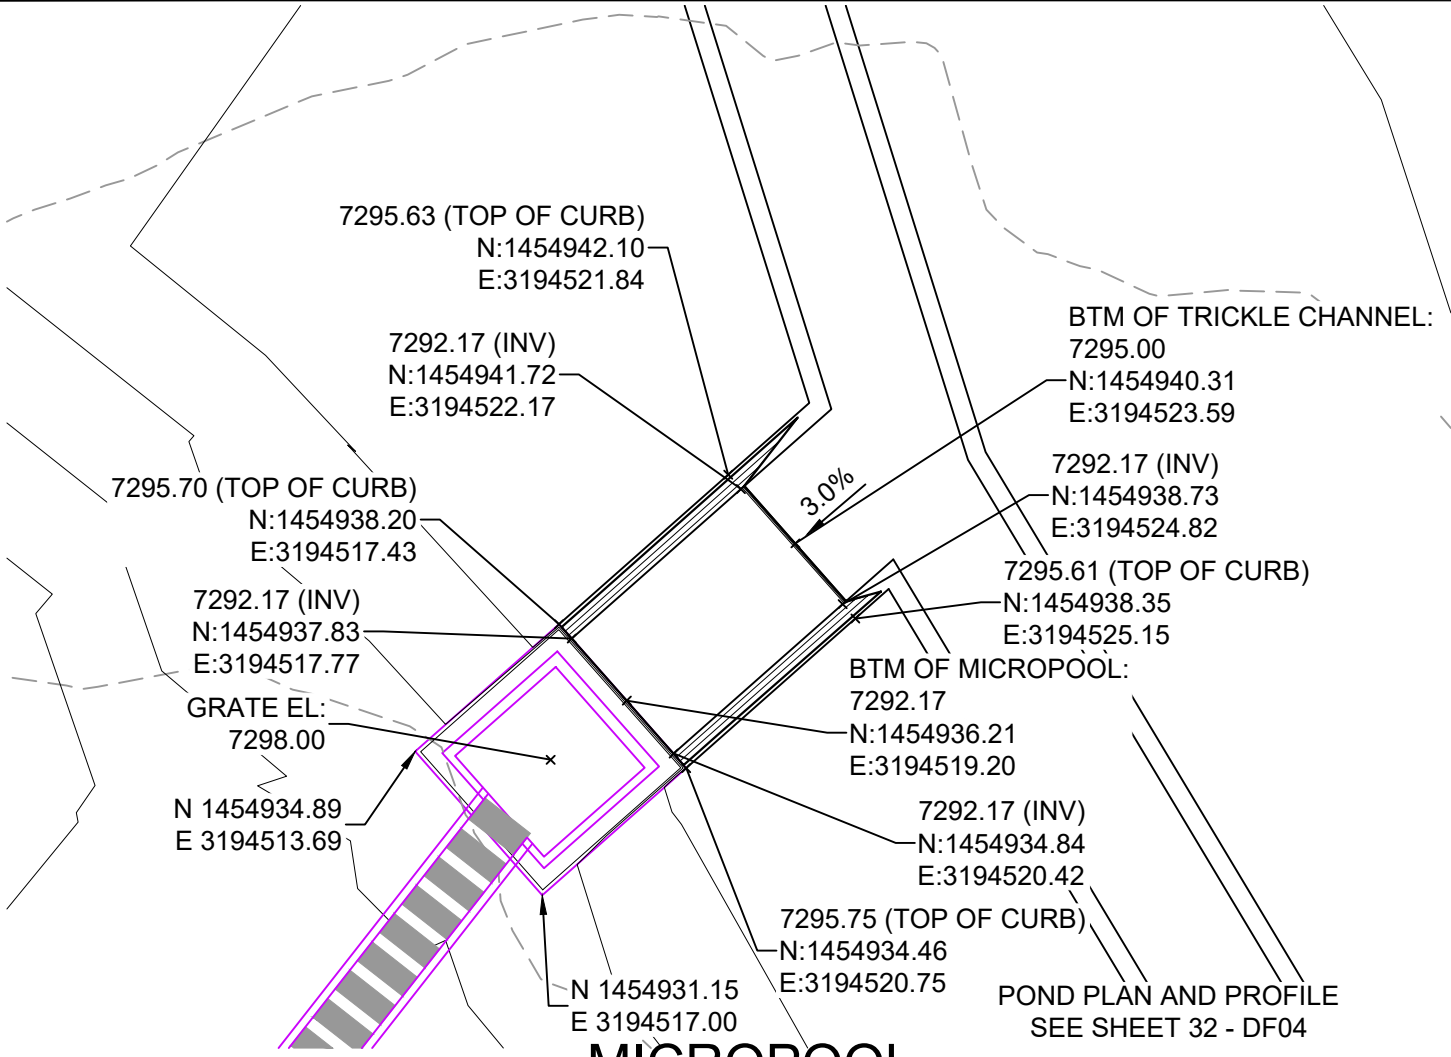 7295.63 (TOP OF CURB)
N:1454942.10
E:3194521.84
7292.17 (INV)
N:1454941.72
E:3194522.17
7295.70 (TOP OF CURB)
N:1454938.20
E:3194517.43
7292.17 (INV)
N:1454937.83
E:3194517.77
GRATE EL:
7298.00
N 1454934.89
E 3194513.69
3.0%
BTM OF TRICKLE CHANNEL:
7295.00
N:1454940.31
E:3194523.59
7292.17 (INV)
N:1454938.73
E:3194524.82
7295.61 (TOP OF CURB)
N:1454938.35
E:3194525.15
BTM OF MICROPOOL:
7292.17
N:1454936.21
E:3194519.20
7292.17 (INV)
N:1454934.84
E:3194520.42
7295.75 (TOP OF CURB)
N:1454934.46
E:3194520.75
N 1454931.15
E 3194517.00
POND PLAN AND PROFILE
SEE SHEET 32 - DF04
MICROPOOL